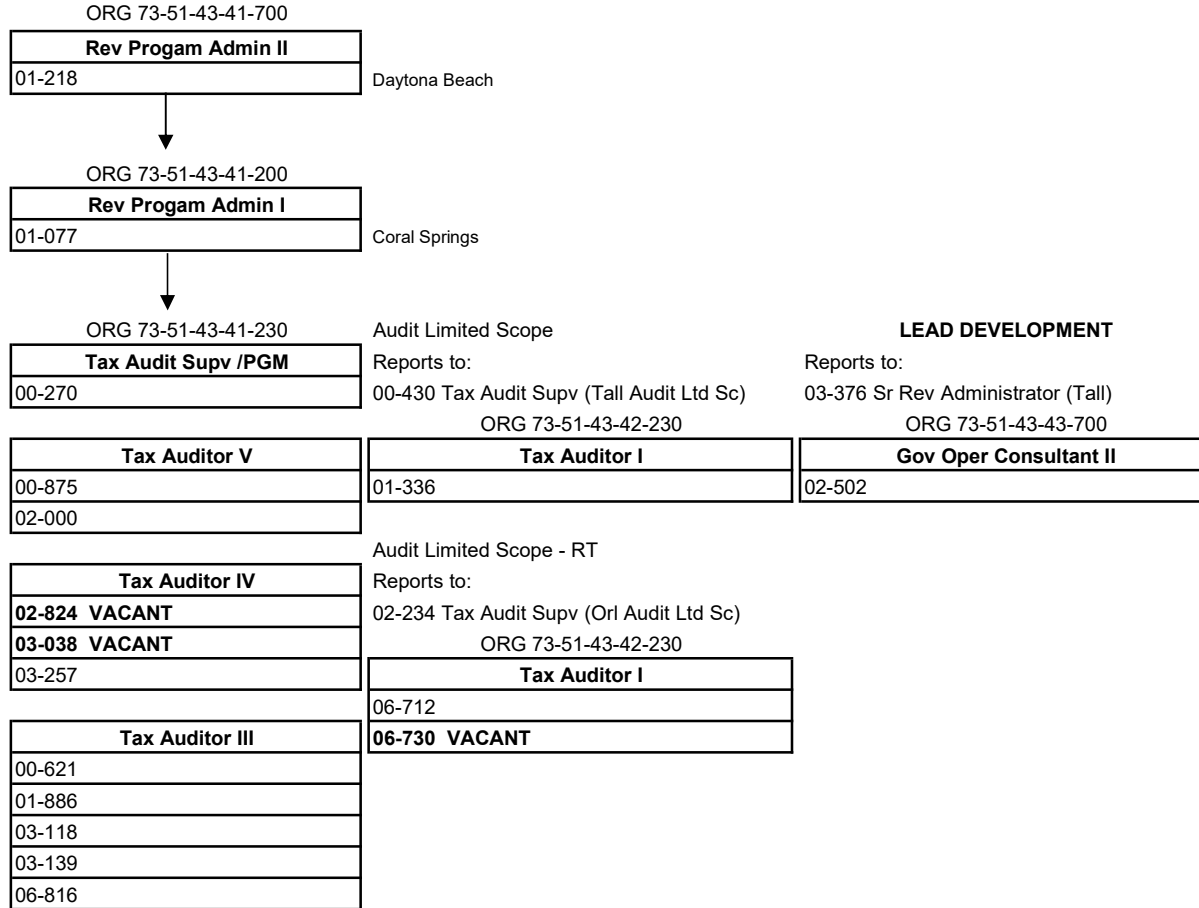 ORG 73-51-43-41-700
Rev Progam Admin II
01-218 Daytona Beach
ORG 73-51-43-41-200
Rev Progam Admin I
01-077 Coral Springs
ORG 73-51-43-41-230 Audit Limited Scope LEAD DEVELOPMENT
Tax Audit Supv /PGM Reports to: Reports to:
00-270 00-430 Tax Audit Supv (Tall Audit Ltd Sc) 03-376 Sr Rev Administrator (Tall)
ORG 73-51-43-42-230 ORG 73-51-43-43-700
Tax Auditor V Tax Auditor I Gov Oper Consultant II
00-875 01-336 02-502
02-000
Audit Limited Scope - RT
Tax Auditor IV Reports to:
02-824 VACANT 02-234 Tax Audit Supv (Orl Audit Ltd Sc)
03-038 VACANT ORG 73-51-43-42-230
03-257 Tax Auditor I
06-712
Tax Auditor III 06-730 VACANT
00-621
01-886
03-118
03-139
06-816